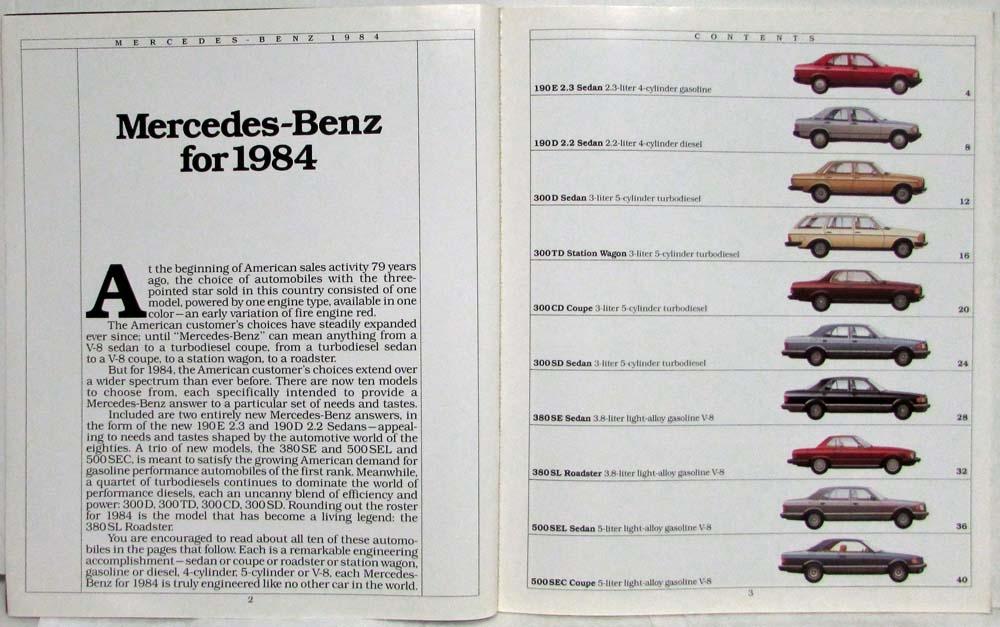 MERCEDES-BENZ 1984
Mercedes-Benz
for 1984
At the beginning of American sales activity 79 years
ago, the choice of automobiles with the three-
pointed star sold in this country consisted of one
model, powered by one engine type, available in one
color—an early variation of fire engine red.
The American customer's choices have steadily expanded
ever since; until "Mercedes-Benz" can mean anything from a
V-8 sedan to a turbodiesel coupe, from a turbodiesel sedan
to a V-8 coupe, to a station wagon, to a roadster.
But for 1984, the American customer's choices extend over
a wider spectrum than ever before. There are now ten models
to choose from, each specifically intended to provide a
Mercedes-Benz answer to a particular set of needs and tastes.
Included are two entirely new Mercedes-Benz answers, in
the form of the new 190E 2.3 and 190D 2.2 Sedans—appeal-
ing to needs and tastes shaped by the automotive world of the
eighties. A trio of new models, the 380SE and 500SEL and
500SEC, is meant to satisfy the growing American demand for
gasoline performance automobiles of the first rank. Meanwhile,
a quartet of turbodiesels continues to dominate the world of
performance diesels, each an uncanny blend of efficiency and
power: 300D, 300TD, 300CD, 300SD. Rounding out the roster
for 1984 is the model that has become a living legend: the
380SL Roadster.
You are encouraged to read about all ten of these automo-
biles in the pages that follow. Each is a remarkable engineering
accomplishment—sedan or coupe or roadster or station wagon,
gasoline or diesel, 4-cylinder, 5-cylinder or V-8, each Mercedes-
Benz for 1984 is truly engineered like no other car in the world.
2
CONTENTS
190E 2.3 Sedan 2.3-liter 4-cylinder gasoline 4
190D 2.2 Sedan 2.2-liter 4-cylinder diesel 8
300D Sedan 3-liter 5-cylinder turbodiesel 12
300TD Station Wagon 3-liter 5-cylinder turbodiesel 16
300CD Coupe 3-liter 5-cylinder turbodiesel 20
300SD Sedan 3-liter 5-cylinder turbodiesel 24
380SE Sedan 3.8-liter light-alloy gasoline V-8 28
380SL Roadster 3.8-liter light-alloy gasoline V-8 32
500SEL Sedan 5-liter light-alloy gasoline V-8 36
500SEC Coupe 5-liter light-alloy gasoline V-8 40
3